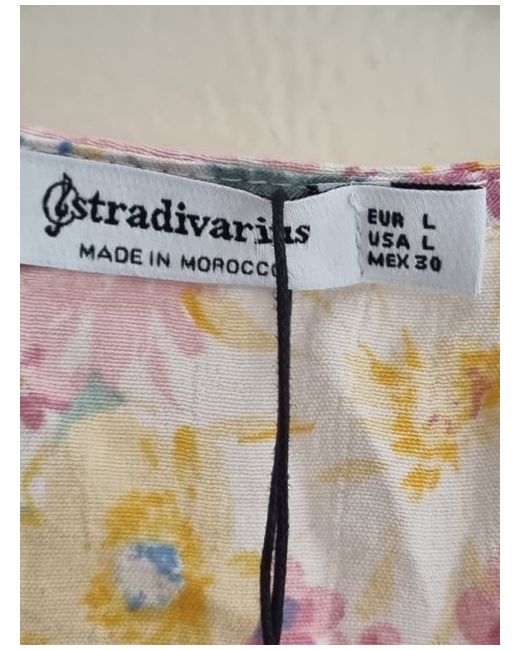 stradivarius
MADE IN MOROCCO
EUR L
USA L
MEX 30